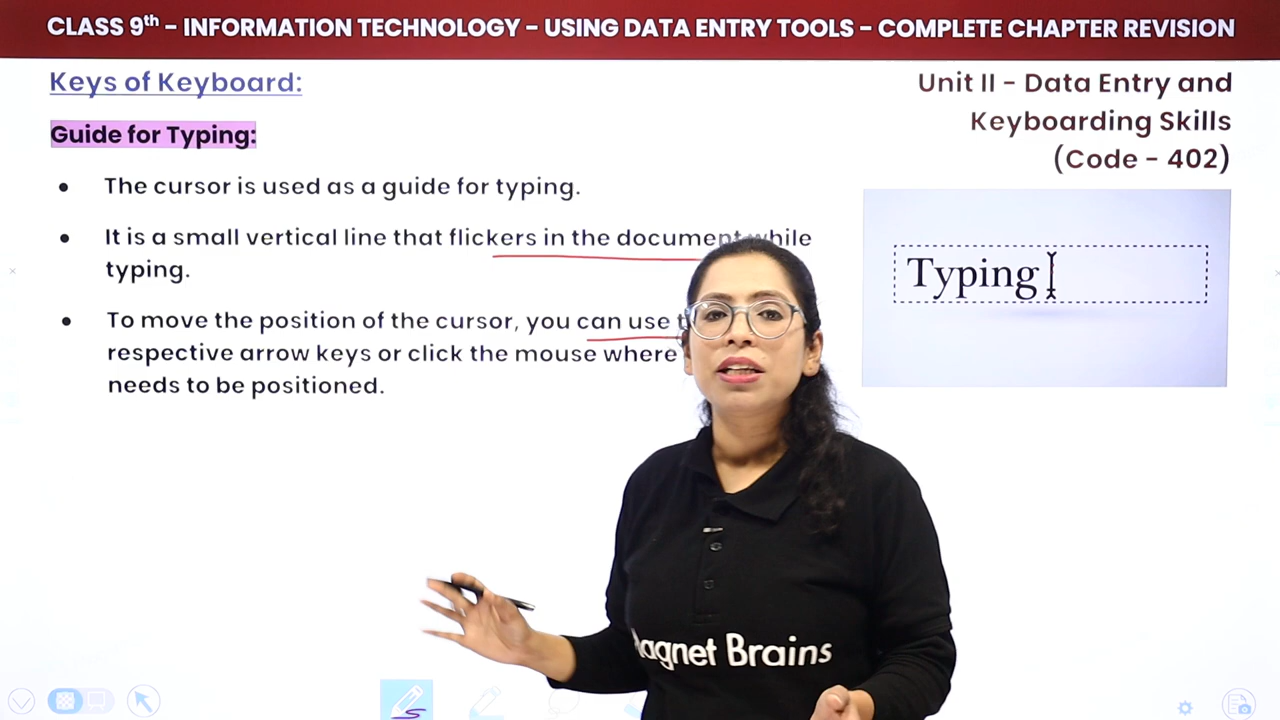 CLASS 9th – INFORMATION TECHNOLOGY – USING DATA ENTRY TOOLS – COMPLETE CHAPTER REVISION
Keys of Keyboard:
Unit II – Data Entry and
Keyboarding Skills
(Code – 402)
Guide for Typing:
• The cursor is used as a guide for typing.
• It is a small vertical line that flickers in the document while
typing.
• To move the position of the cursor, you can use
respective arrow keys or click the mouse where
needs to be positioned.
Typing
Brains